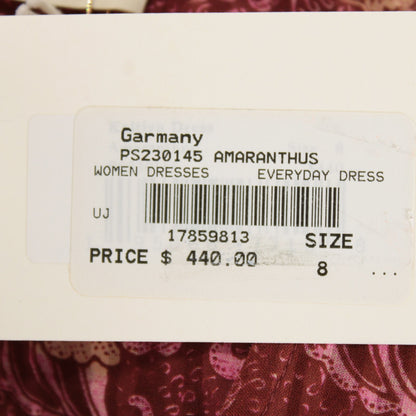 Garmany
PS230145 AMARANTHUS
WOMEN DRESSES EVERYDAY DRESS
UJ
17859813 SIZE
PRICE $ 440.00 8 ...